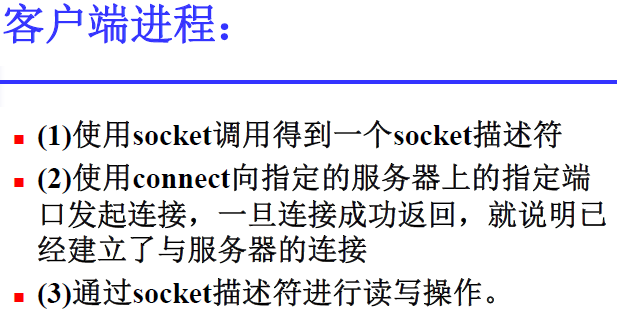 客户端进程：
(1)使用socket调用得到一个socket描述符
(2)使用connect向指定的服务器上的指定端
口发起连接，一旦连接成功返回，就说明已
经建立了与服务器的连接
(3)通过socket描述符进行读写操作。